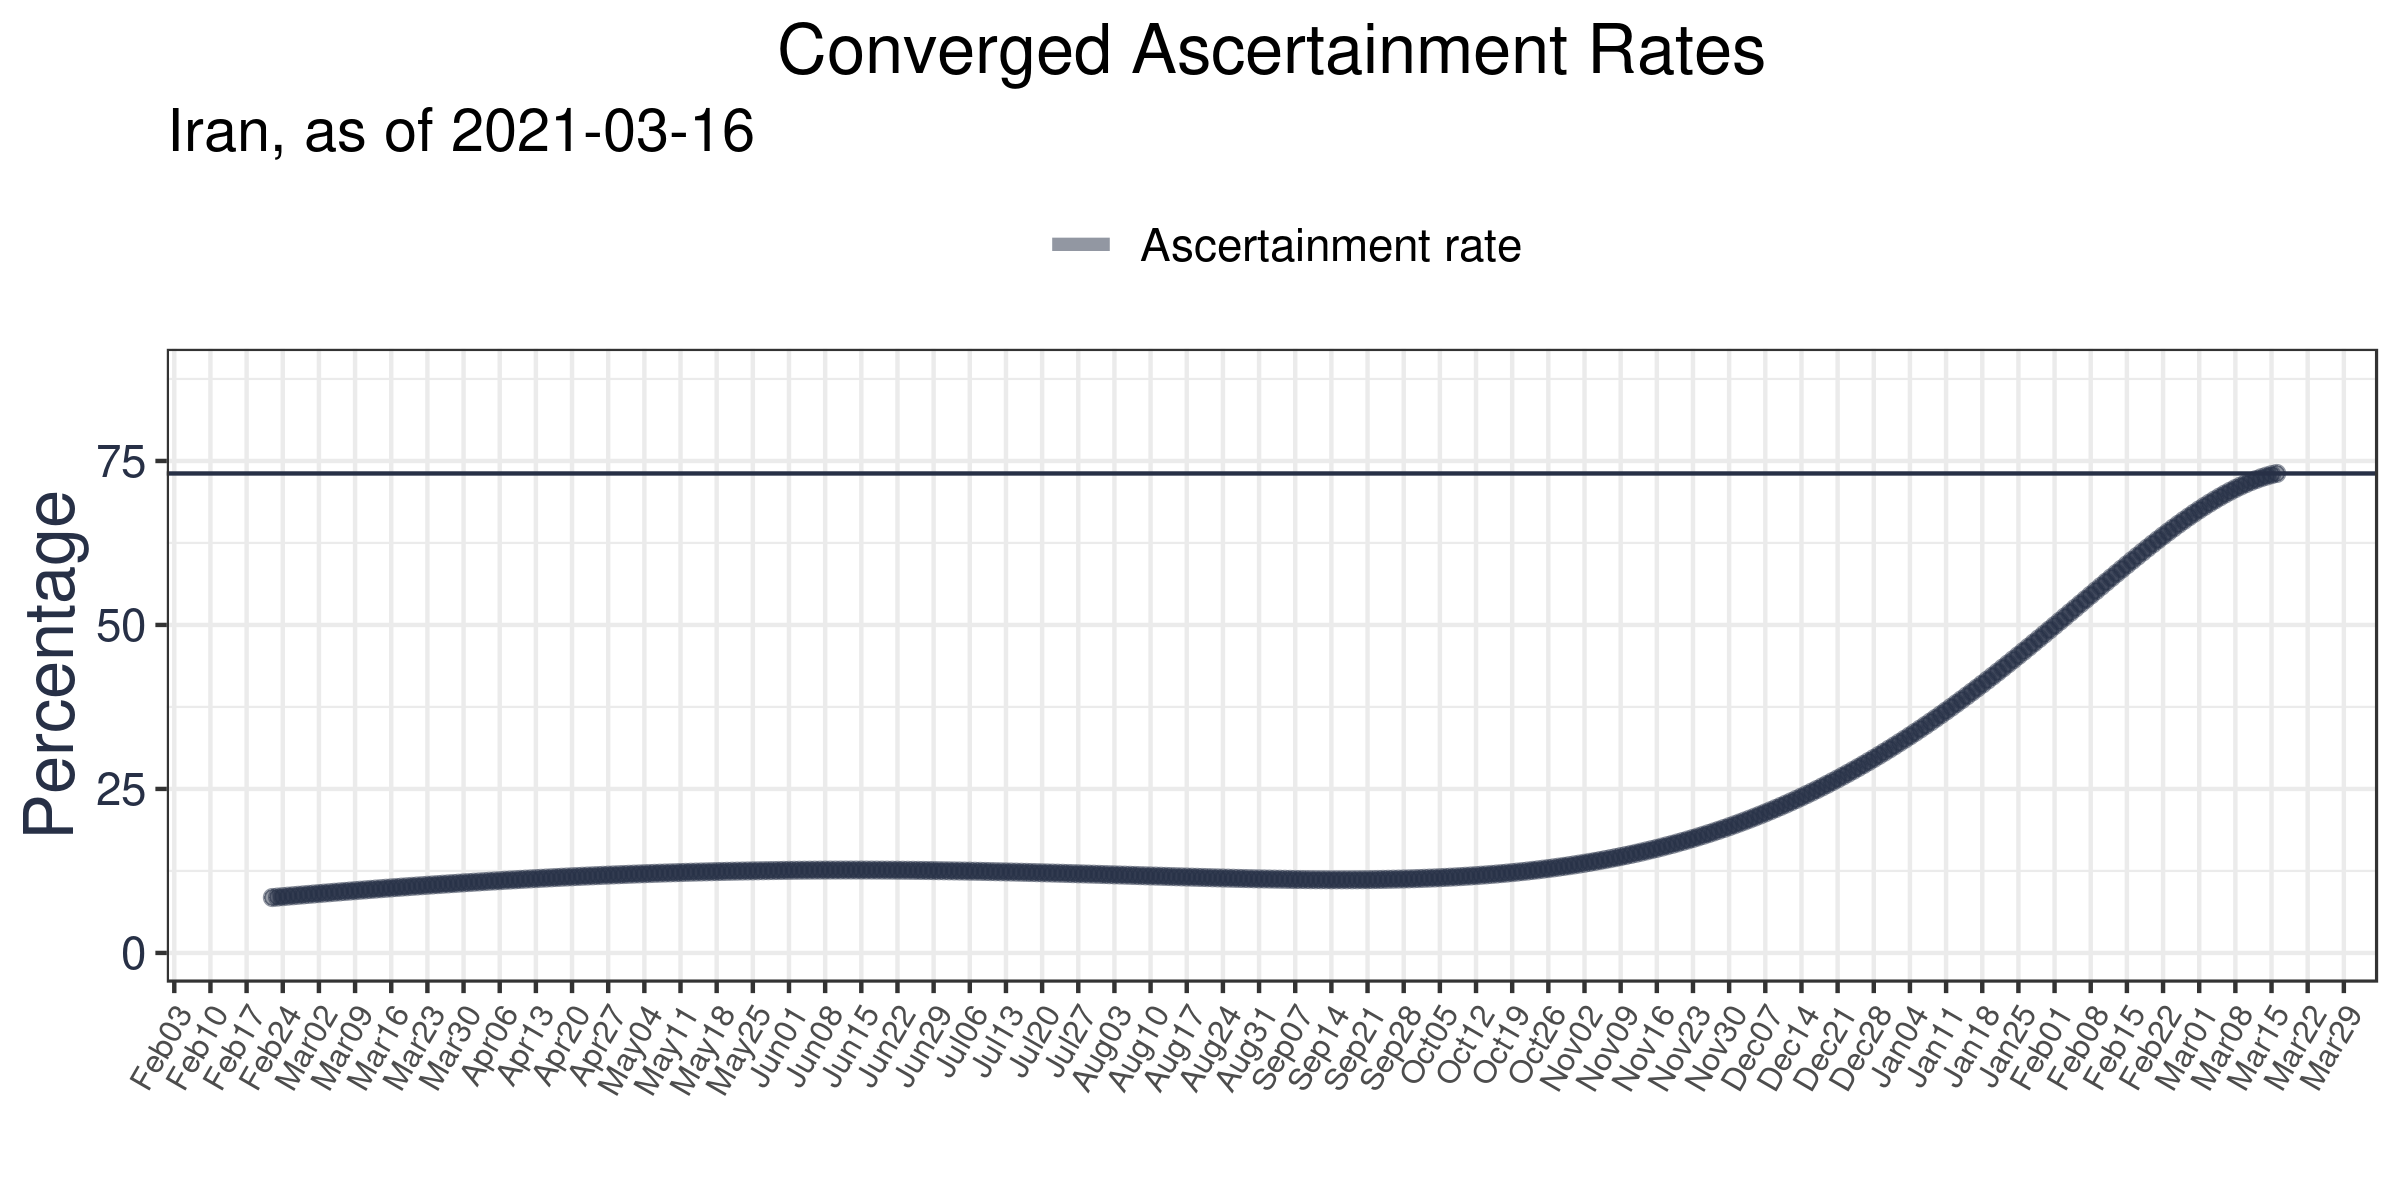 Converged Ascertainment Rates
Iran, as of 2021-03-16
Ascertainment rate
Percentage
75
50
25
0
Feb03
Feb10
Feb17
Feb24
Mar02
Mar09
Mar16
Mar23
Mar30
Apr06
Apr13
Apr20
Apr27
May04
May11
May18
May25
Jun01
Jun08
Jun15
Jun22
Jun29
Jul06
Jul13
Jul20
Jul27
Aug03
Aug10
Aug17
Aug24
Aug31
Sep07
Sep14
Sep21
Sep28
Oct05
Oct12
Oct19
Oct26
Nov02
Nov09
Nov16
Nov23
Nov30
Dec07
Dec14
Dec21
Dec28
Jan04
Jan11
Jan18
Jan25
Feb01
Feb08
Feb15
Feb22
Mar01
Mar08
Mar15
Mar22
Mar29